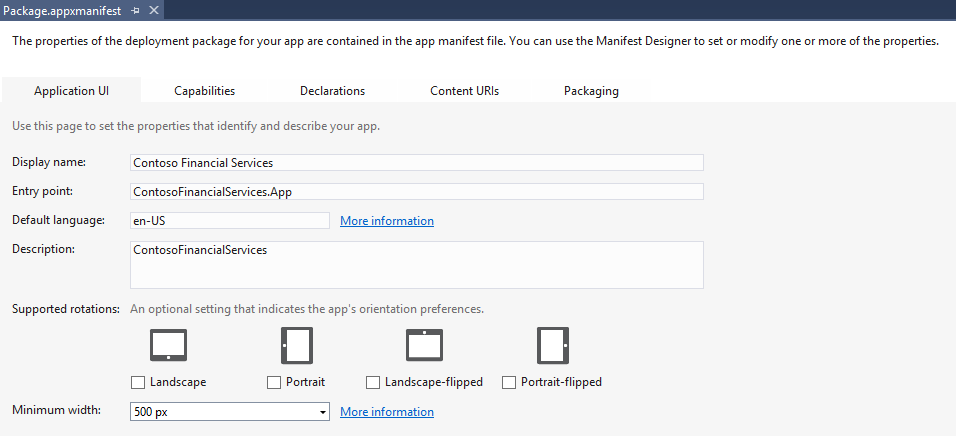 Package.appxmanifest
The properties of the deployment package for your app are contained in the app manifest file. You can use the Manifest Designer to set or modify one or more of the properties.
Application UI Capabilities Declarations Content URIs Packaging
Use this page to set the properties that identify and describe your app.
Display name: Contoso Financial Services
Entry point: ContosoFinancialServices.App
Default language: en-US More information
Description: ContosoFinancialServices
Supported rotations: An optional setting that indicates the app's orientation preferences.
Landscape Portrait Landscape-flipped Portrait-flipped
Minimum width: 500 px More information